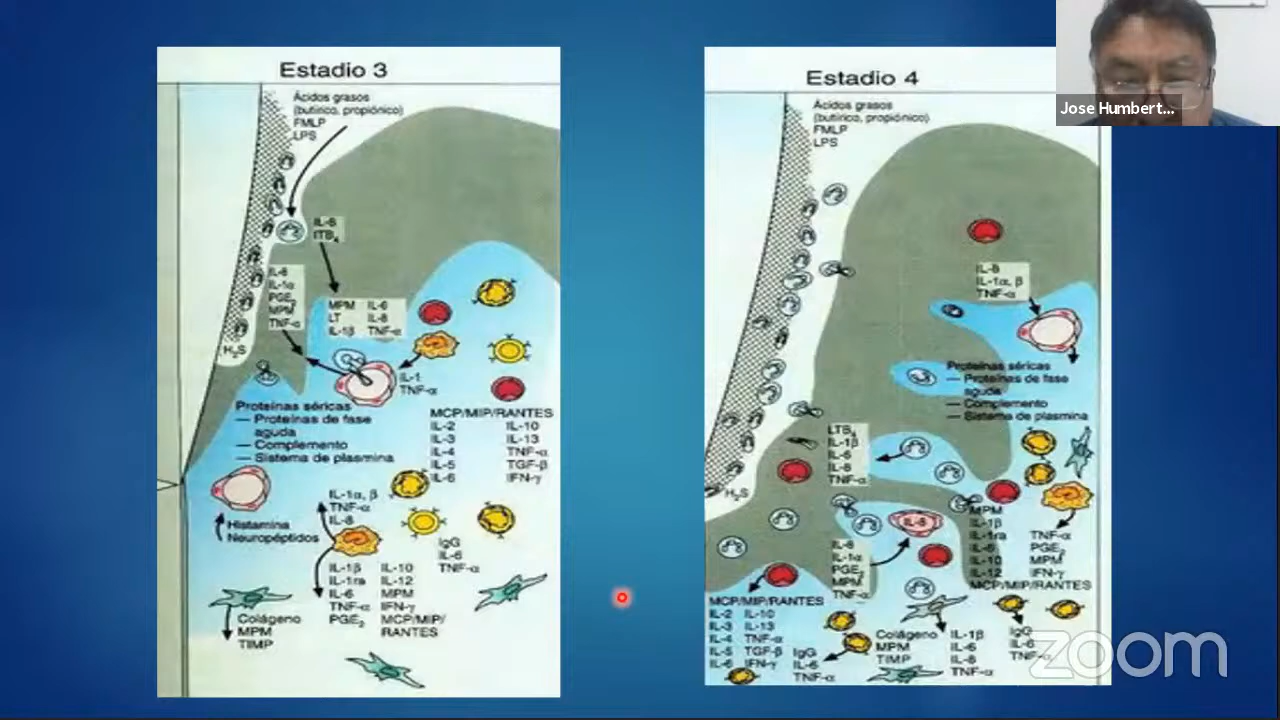 Estadio 3
Ácidos grasos
(butírico, propiónico)
FMLP
LPS
IL-8
lTB₄
IL-6
IL-1α
PGE₂
MPM
TNF-α
MPM IL-6
LT IL-8
IL-1β TNF-α
H₂S
IL-1
TNF-α
Proteínas séricas
— Proteínas de fase
aguda
— Complemento
— Sistema de plasmina
MCP/MIP/RANTES
IL-2 IL-10
IL-3 IL-13
IL-4 TNF-α
IL-5 TGF-β
IL-6 IFN-γ
Histamina
Neuropéptidos
IL-1α, β
TNF-α
IL-8
IgG
IL-6
TNF-α
IL-1β IL-10
IL-1ra IL-12
IL-6 MPM
TNF-α IFN-γ
PGE₂ MCP/MIP/
RANTES
Colágeno
MPM
TIMP
Estadio 4
Ácidos grasos
(butírico, propiónico)
FMLP
LPS
IL-8
IL-1α, β
TNF-α
Proteínas séricas
— Proteínas de fase
aguda
— Complemento
— Sistema de plasmina
LTB₄
IL-1β
IL-6
IL-8
TNF-α
H₂S
IL-8
IL-6
IL-1α
PGE₂
MPM
TNF-α
MPM
IL-1β
IL-1ra TNF-α
IL-6 PGE₂
IL-10 MPM
IL-12 IFN-γ
MCP/MIP/RANTES
MCP/MIP/RANTES
IL-2 IL-10
IL-3 IL-13
IL-4 TNF-α
IL-5 TGF-β
IL-6 IFN-γ
IgG
IL-6
TNF-α
Colágeno
MPM
TIMP
IL-1β
IL-6
IL-8
TNF-α
IgG
IL-6
TNF-α
Jose Humbert...
zoom